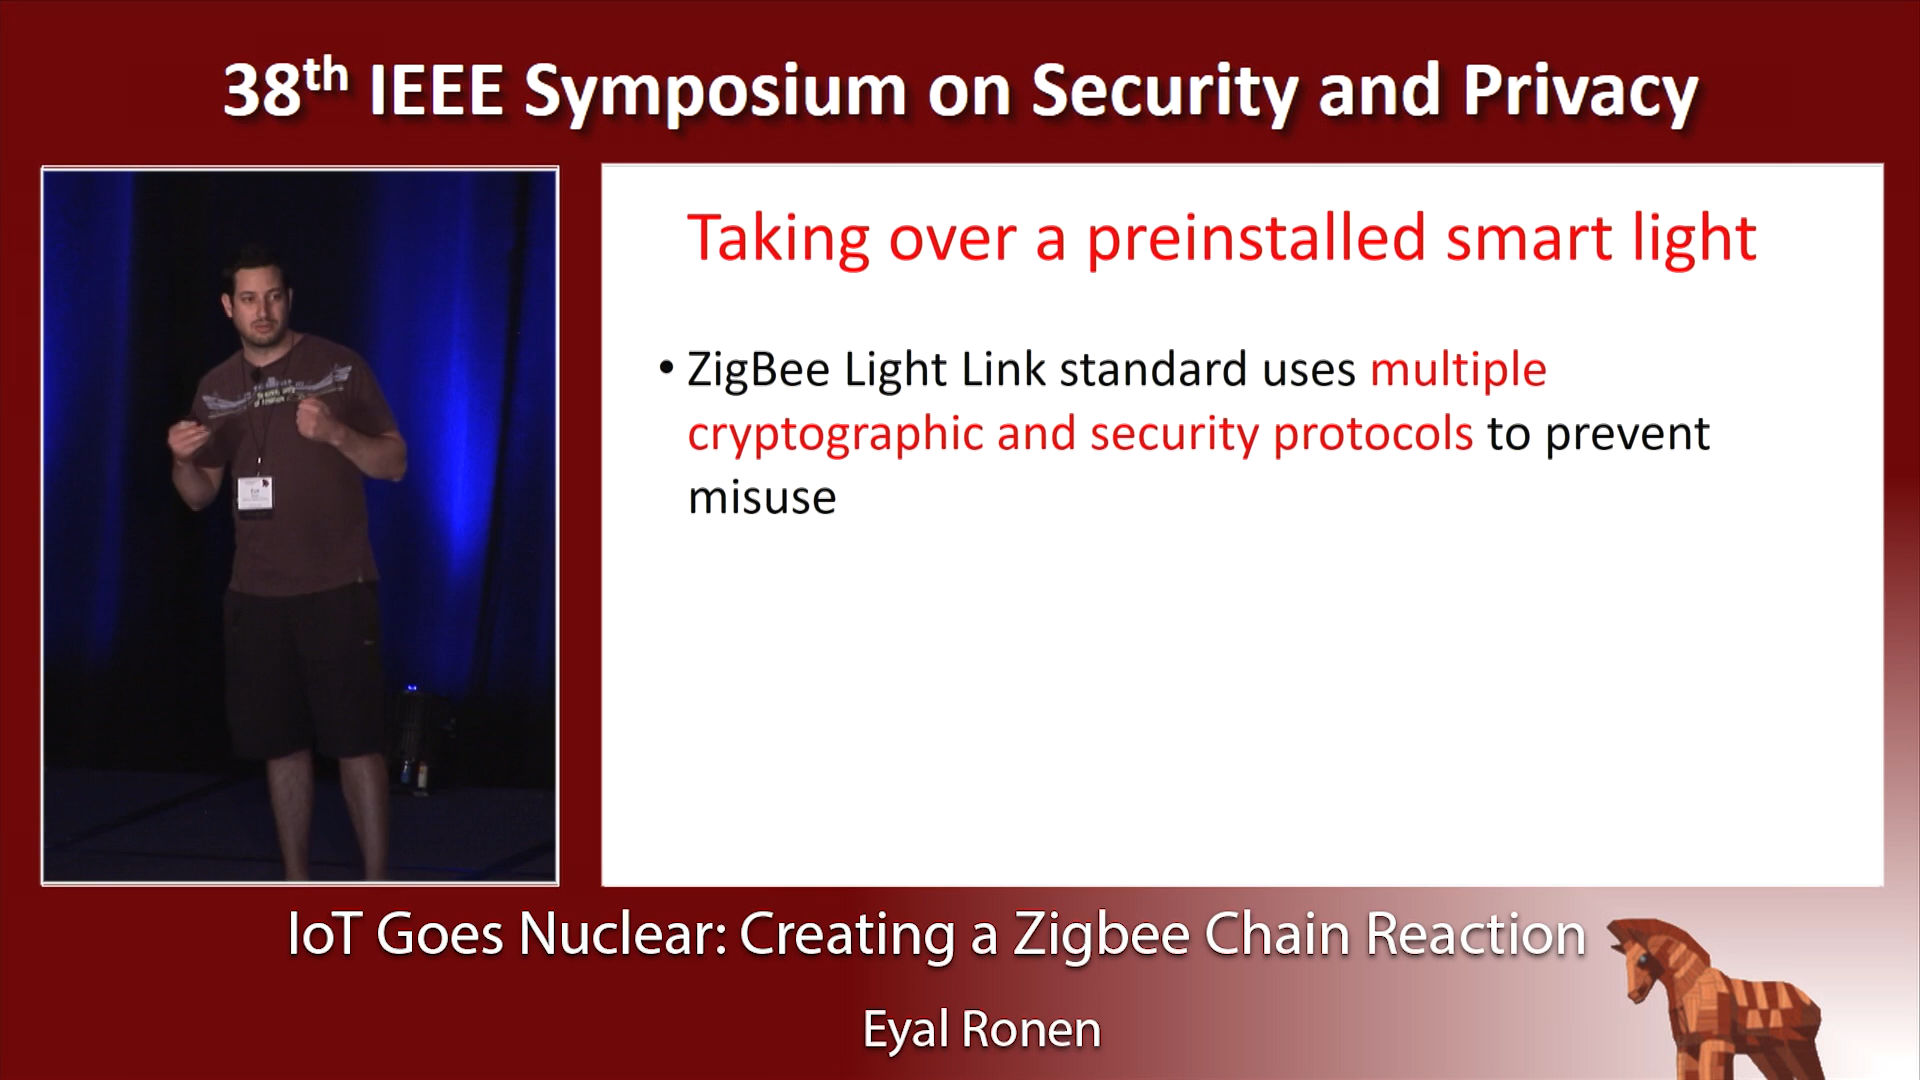 38th IEEE Symposium on Security and Privacy
Taking over a preinstalled smart light
• ZigBee Light Link standard uses multiple
cryptographic and security protocols to prevent
misuse
IoT Goes Nuclear: Creating a Zigbee Chain Reaction
Eyal Ronen